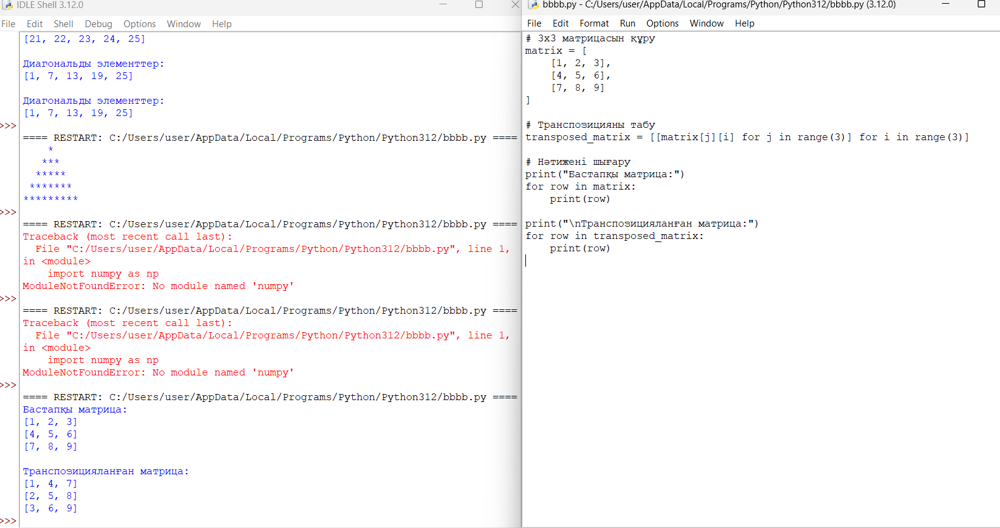 IDLE Shell 3.12.0
File Edit Shell Debug Options Window Help
[21, 22, 23, 24, 25]

Диагональды элементтер:
[1, 7, 13, 19, 25]

Диагональды элементтер:
[1, 7, 13, 19, 25]
>>>
==== RESTART: C:/Users/user/AppData/Local/Programs/Python/Python312/bbbb.py ====
    *
   ***
  *****
 *******
*********
>>>
==== RESTART: C:/Users/user/AppData/Local/Programs/Python/Python312/bbbb.py ====
Traceback (most recent call last):
  File "C:/Users/user/AppData/Local/Programs/Python/Python312/bbbb.py", line 1,
in <module>
    import numpy as np
ModuleNotFoundError: No module named 'numpy'
>>>
==== RESTART: C:/Users/user/AppData/Local/Programs/Python/Python312/bbbb.py ====
Traceback (most recent call last):
  File "C:/Users/user/AppData/Local/Programs/Python/Python312/bbbb.py", line 1,
in <module>
    import numpy as np
ModuleNotFoundError: No module named 'numpy'
>>>
==== RESTART: C:/Users/user/AppData/Local/Programs/Python/Python312/bbbb.py ====
Бастапқы матрица:
[1, 2, 3]
[4, 5, 6]
[7, 8, 9]

Транспозицияланған матрица:
[1, 4, 7]
[2, 5, 8]
[3, 6, 9]
>>>
bbbb.py - C:/Users/user/AppData/Local/Programs/Python/Python312/bbbb.py (3.12.0)
File Edit Format Run Options Window Help
# 3x3 матрицасын құру
matrix = [
    [1, 2, 3],
    [4, 5, 6],
    [7, 8, 9]
]

# Транспозицияны табу
transposed_matrix = [[matrix[j][i] for j in range(3)] for i in range(3)]

# Нәтижені шығару
print("Бастапқы матрица:")
for row in matrix:
    print(row)

print("\nТранспозицияланған матрица:")
for row in transposed_matrix:
    print(row)